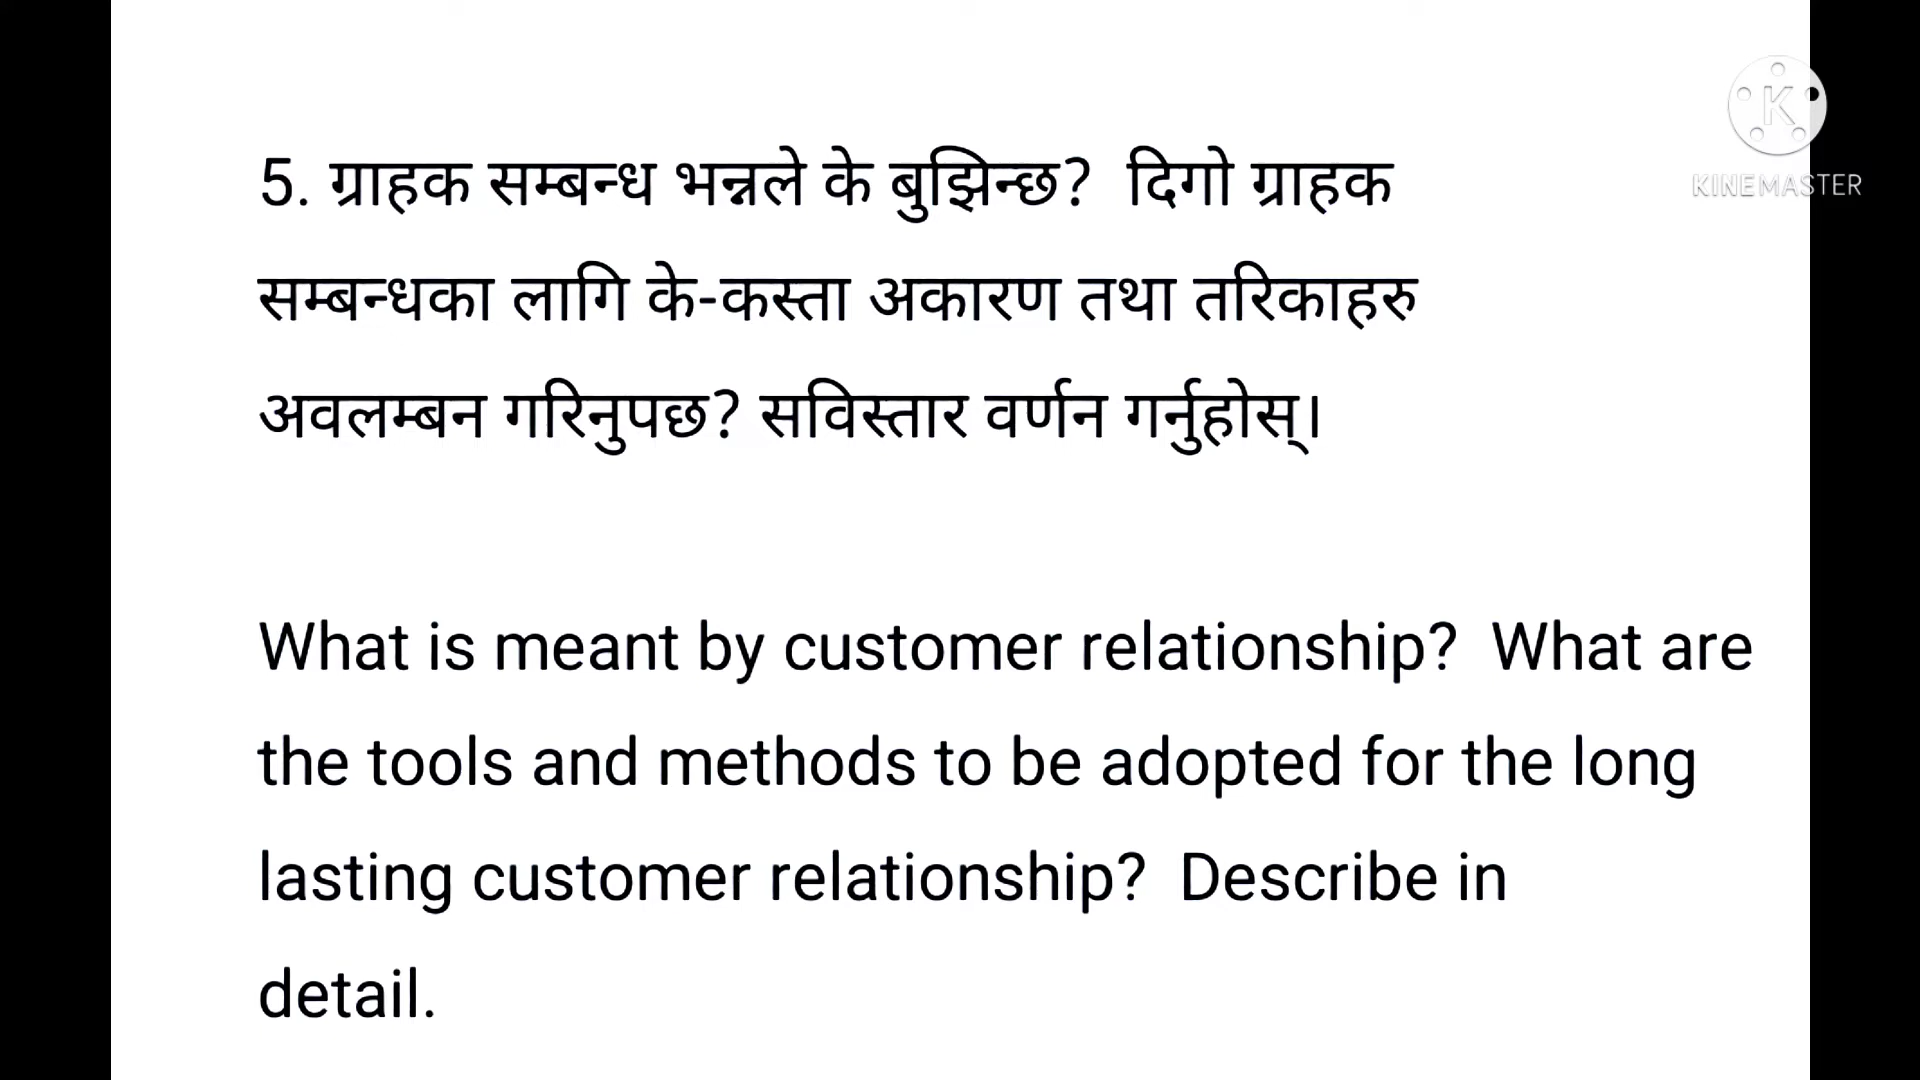 5. ग्राहक सम्बन्ध भन्नले के बुझिन्छ? दिगो ग्राहक
सम्बन्धका लागि के-कस्ता अकारण तथा तरिकाहरु
अवलम्बन गरिनुपछ? सविस्तार वर्णन गर्नुहोस्।
What is meant by customer relationship? What are
the tools and methods to be adopted for the long
lasting customer relationship? Describe in
detail.
K
KINEMASTER